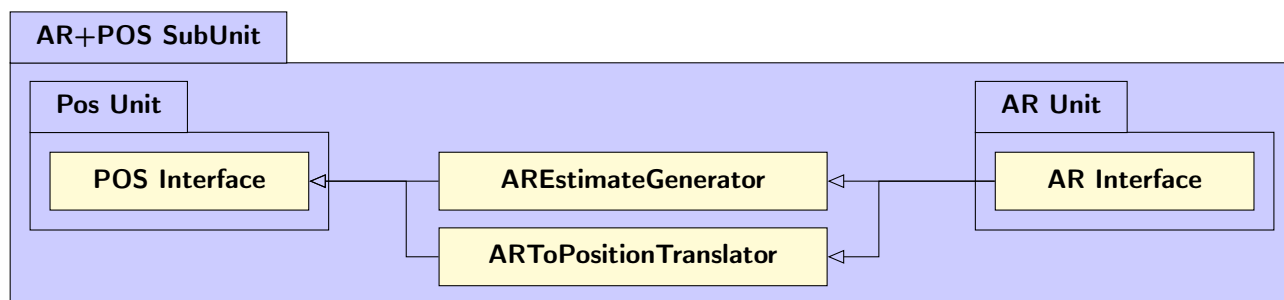 AR+POS SubUnit
Pos Unit
AR Unit
POS Interface
AREstimateGenerator
AR Interface
ARToPositionTranslator